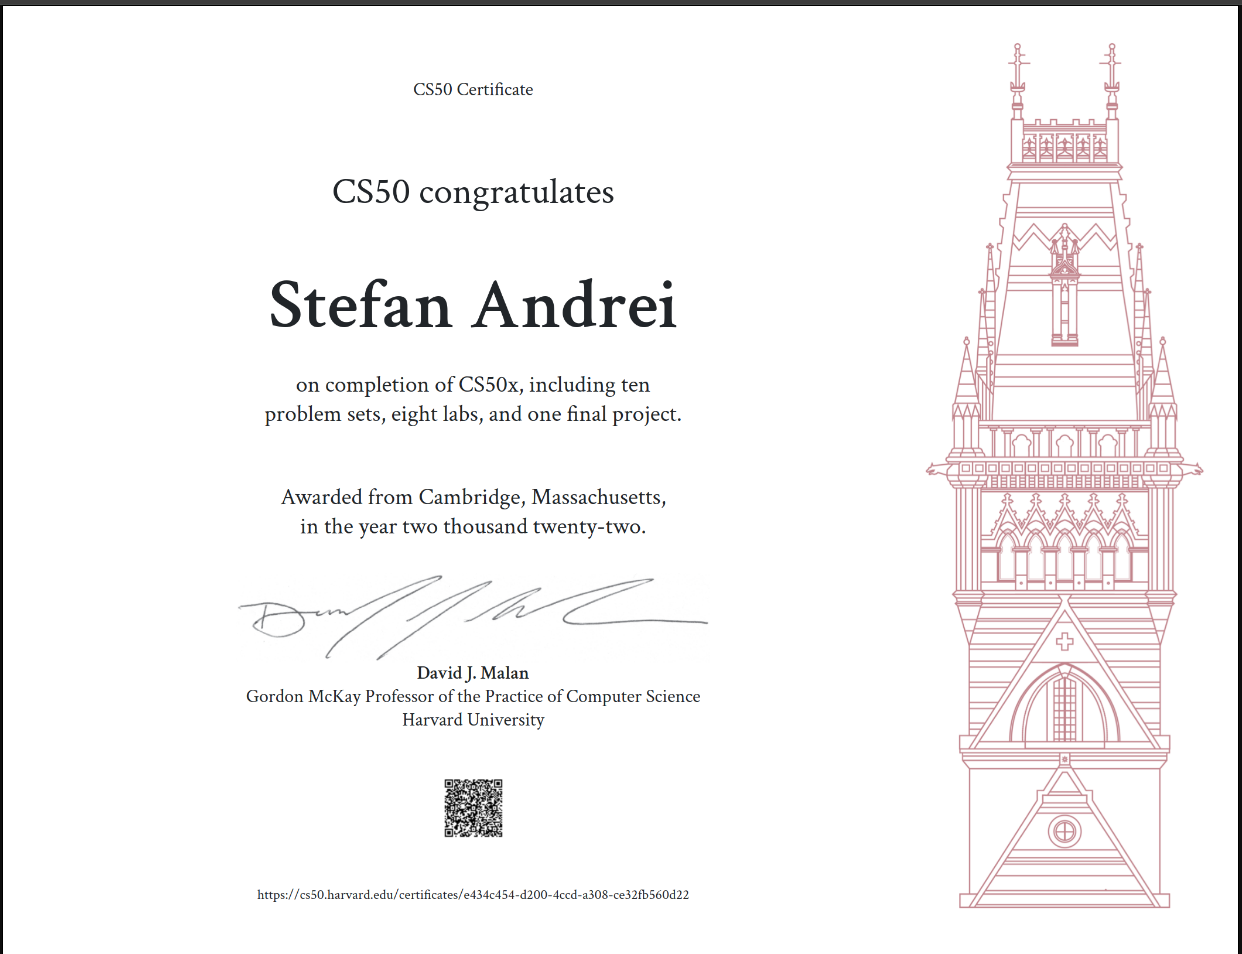 CS50 Certificate
CS50 congratulates
Stefan Andrei
on completion of CS50x, including ten
problem sets, eight labs, and one final project.
Awarded from Cambridge, Massachusetts,
in the year two thousand twenty-two.
David J. Malan
Gordon McKay Professor of the Practice of Computer Science
Harvard University
https://cs50.harvard.edu/certificates/e434c454-d200-4ccd-a308-ce32fb560d22